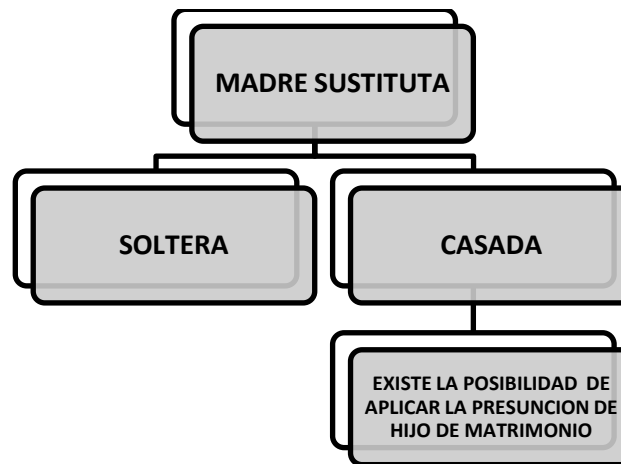 MADRE SUSTITUTA
SOLTERA
CASADA
EXISTE LA POSIBILIDAD DE
APLICAR LA PRESUNCION DE
HIJO DE MATRIMONIO